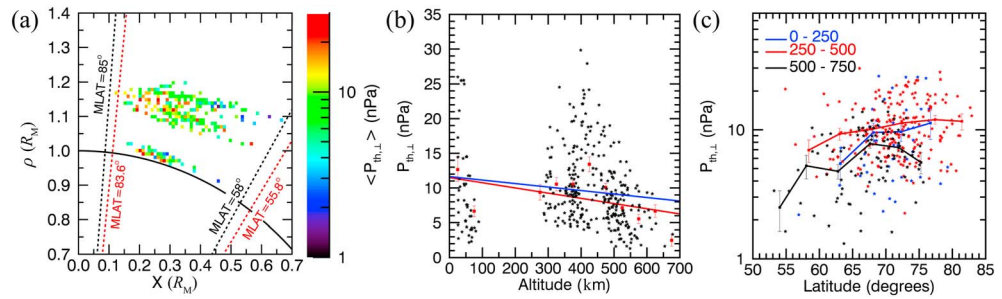 (a)
1.4
1.3
1.2
1.1
1.0
0.9
0.8
0.7
ρ (R_M)
MLAT=85°
MLAT=83.6°
MLAT=58°
MLAT=55.8°
0.0 0.1 0.2 0.3 0.4 0.5 0.6 0.7
X (R_M)
10
1
<P_th,⊥> (nPa)
(b)
35
30
25
20
15
10
5
0
P_th,⊥ (nPa)
0 100 200 300 400 500 600 700
Altitude (km)
(c)
0 - 250
250 - 500
500 - 750
10
1
P_th,⊥ (nPa)
50 55 60 65 70 75 80 85
Latitude (degrees)